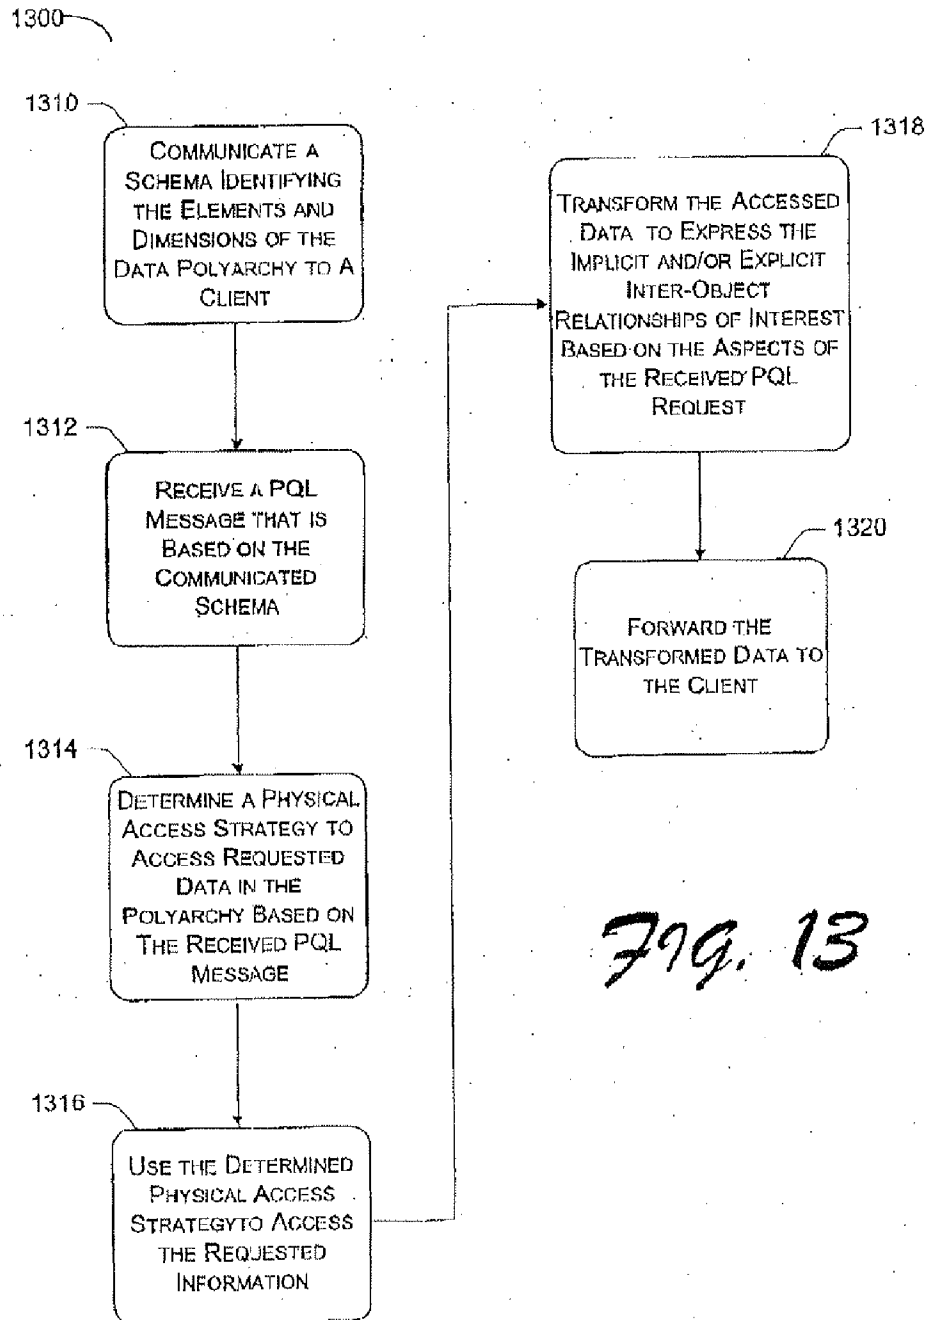 1300
1310
COMMUNICATE A
SCHEMA IDENTIFYING
THE ELEMENTS AND
DIMENSIONS OF THE
DATA POLYARCHY TO A
CLIENT
1312
RECEIVE A PQL
MESSAGE THAT IS
BASED ON THE
COMMUNICATED
SCHEMA
1314
DETERMINE A PHYSICAL
ACCESS STRATEGY TO
ACCESS REQUESTED
DATA IN THE
POLYARCHY BASED ON
THE RECEIVED PQL
MESSAGE
1316
USE THE DETERMINED
PHYSICAL ACCESS
STRATEGYTO ACCESS
THE REQUESTED
INFORMATION
1318
TRANSFORM THE ACCESSED
DATA TO EXPRESS THE
IMPLICIT AND/OR EXPLICIT
INTER-OBJECT
RELATIONSHIPS OF INTEREST
BASED ON THE ASPECTS OF
THE RECEIVED PQL
REQUEST
1320
FORWARD THE
TRANSFORMED DATA TO
THE CLIENT
FIG. 13